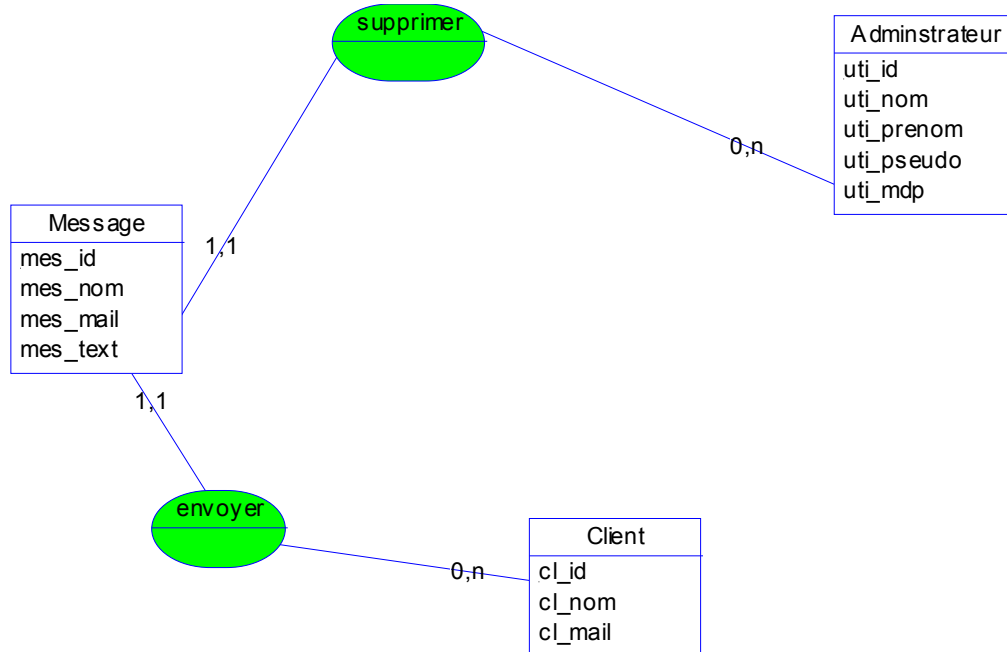 supprimer
Adminstrateur
uti_id
uti_nom
uti_prenom
uti_pseudo
uti_mdp
0,n
Message
mes_id
mes_nom
mes_mail
mes_text
1,1
1,1
envoyer
0,n
Client
cl_id
cl_nom
cl_mail